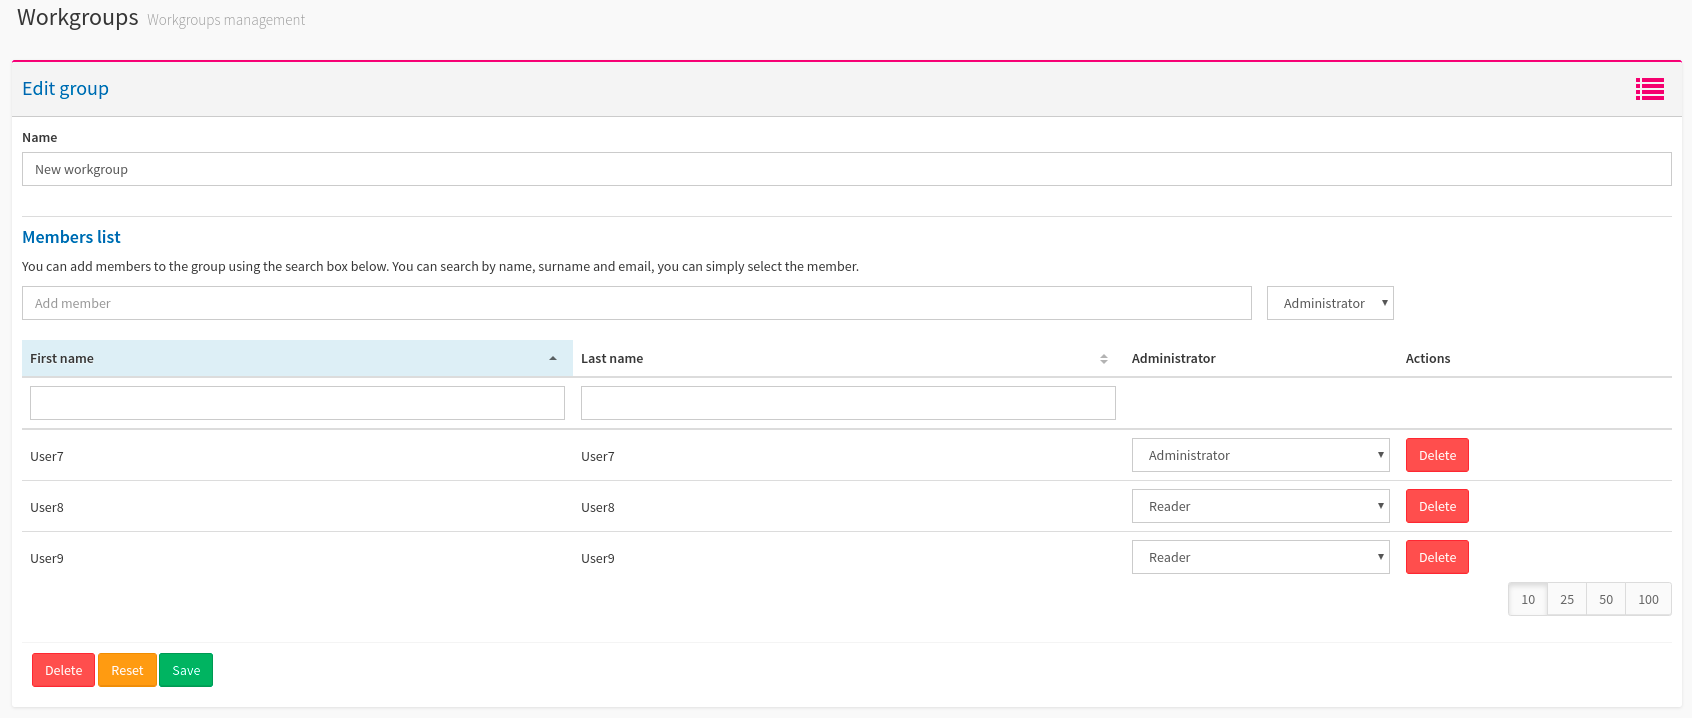 Workgroups Workgroups management
Edit group
Name
New workgroup
Members list
You can add members to the group using the search box below. You can search by name, surname and email, you can simply select the member.
Add member Administrator
First name Last name Administrator Actions
User7 User7 Administrator Delete
User8 User8 Reader Delete
User9 User9 Reader Delete
10 25 50 100
Delete Reset Save